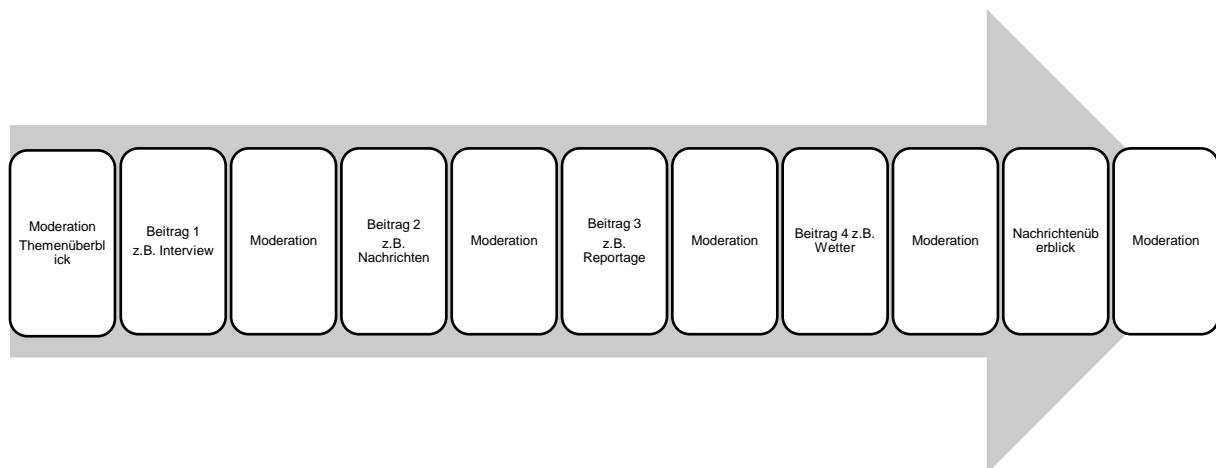 Moderation
Themenüberbl
ick
Beitrag 1
z.B. Interview
Moderation
Beitrag 2
z.B.
Nachrichten
Moderation
Beitrag 3
z.B.
Reportage
Moderation
Beitrag 4 z.B.
Wetter
Moderation
Nachrichtenüb
erblick
Moderation